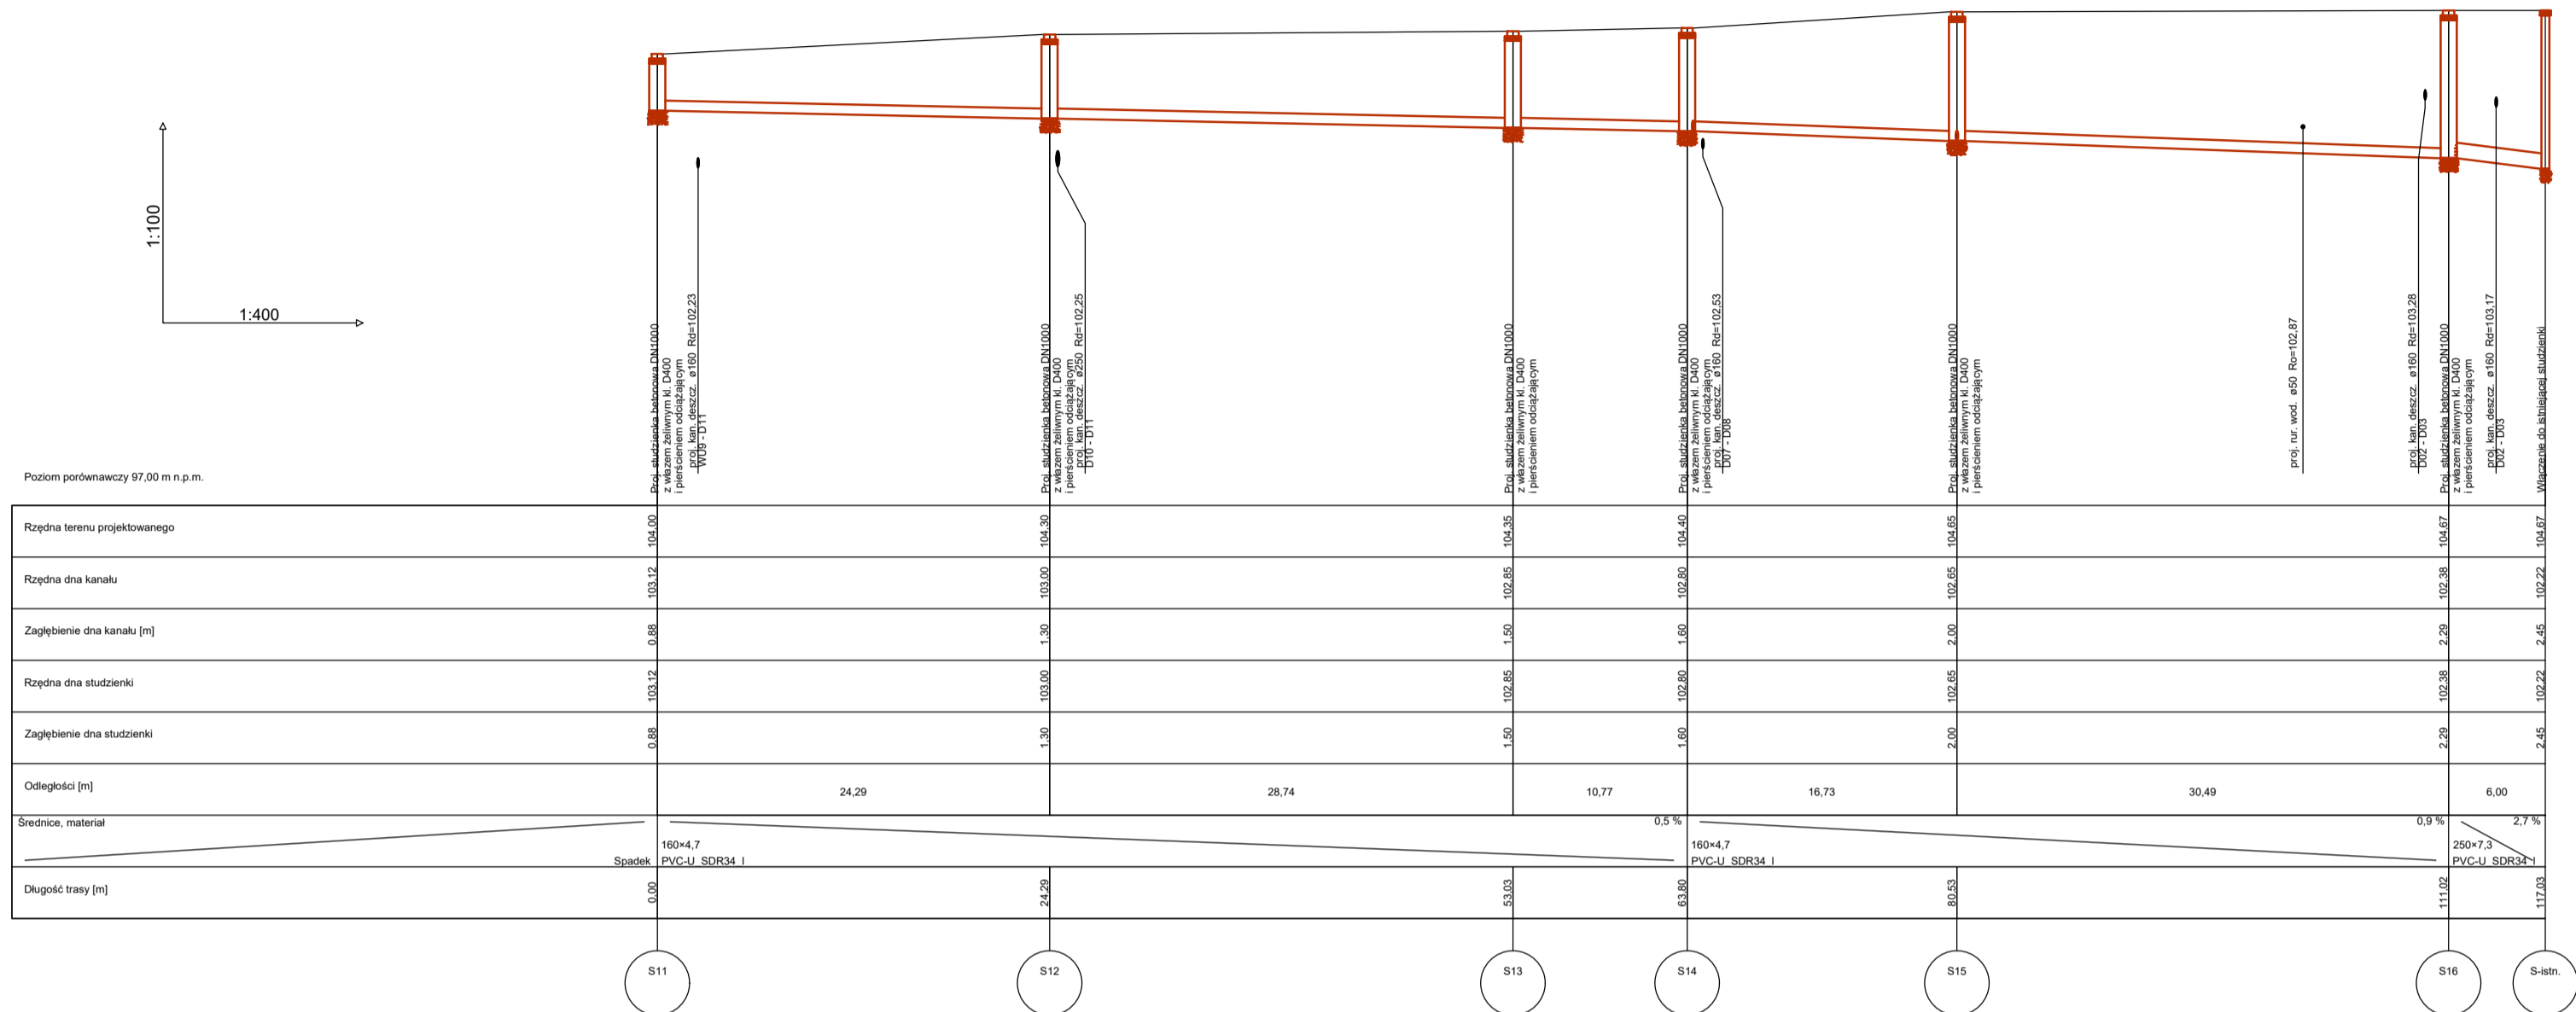 1:100
1:400
Proj. studzienka betonowa DN1000
z włazem żeliwnym kl. D400
i pierścieniem odciążającym
proj. kan. deszcz. ø160 Rd=102,23
WU9 - D11
Proj. studzienka betonowa DN1000
z włazem żeliwnym kl. D400
i pierścieniem odciążającym
proj. kan. deszcz. ø250 Rd=102,25
D10 - D11
Proj. studzienka betonowa DN1000
z włazem żeliwnym kl. D400
i pierścieniem odciążającym
Proj. studzienka betonowa DN1000
z włazem żeliwnym kl. D400
i pierścieniem odciążającym
proj. kan. deszcz. ø160 Rd=102,53
D07 - D08
Proj. studzienka betonowa DN1000
z włazem żeliwnym kl. D400
i pierścieniem odciążającym
proj. rur. wod. ø50 Ro=102,87
proj. kan. deszcz. ø160 Rd=103,28
D02 - D03
Proj. studzienka betonowa DN1000
z włazem żeliwnym kl. D400
i pierścieniem odciążającym
proj. kan. deszcz. ø160 Rd=103,17
D02 - D03
Włączenie do istniejącej studzienki
Poziom porównawczy 97,00 m n.p.m.
Rzędna terenu projektowanego
104,00 104,30 104,35 104,40 104,65 104,67 104,67
Rzędna dna kanału
103,12 103,00 102,85 102,80 102,65 102,38 102,22
Zagłębienie dna kanału [m]
0,88 1,30 1,50 1,60 2,00 2,29 2,45
Rzędna dna studzienki
103,12 103,00 102,85 102,80 102,65 102,38 102,22
Zagłębienie dna studzienki
0,88 1,30 1,50 1,60 2,00 2,29 2,45
Odległości [m]
24,29 28,74 10,77 16,73 30,49 6,00
Średnice, materiał
0,5 % 0,9 % 2,7 %
160×4,7 160×4,7 250×7,3
Spadek PVC-U SDR34 l PVC-U SDR34 l PVC-U SDR34 l
Długość trasy [m]
0,00 24,29 53,03 63,80 80,53 111,02 117,03
S11 S12 S13 S14 S15 S16 S-istn.